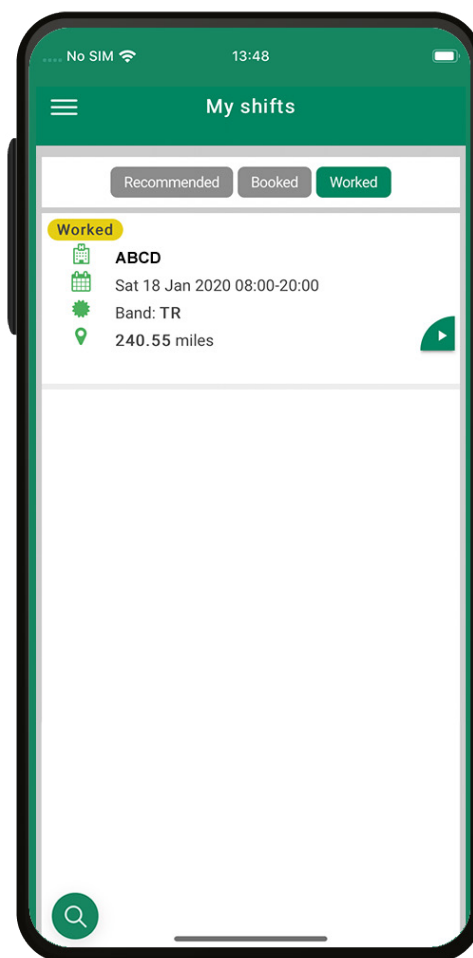 No SIM 13:48
My shifts
Recommended Booked Worked
Worked
ABCD
Sat 18 Jan 2020 08:00-20:00
Band: TR
240.55 miles